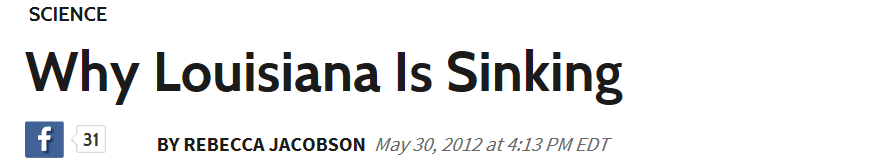 SCIENCE
Why Louisiana Is Sinking
f 31 BY REBECCA JACOBSON May 30, 2012 at 4:13 PM EDT